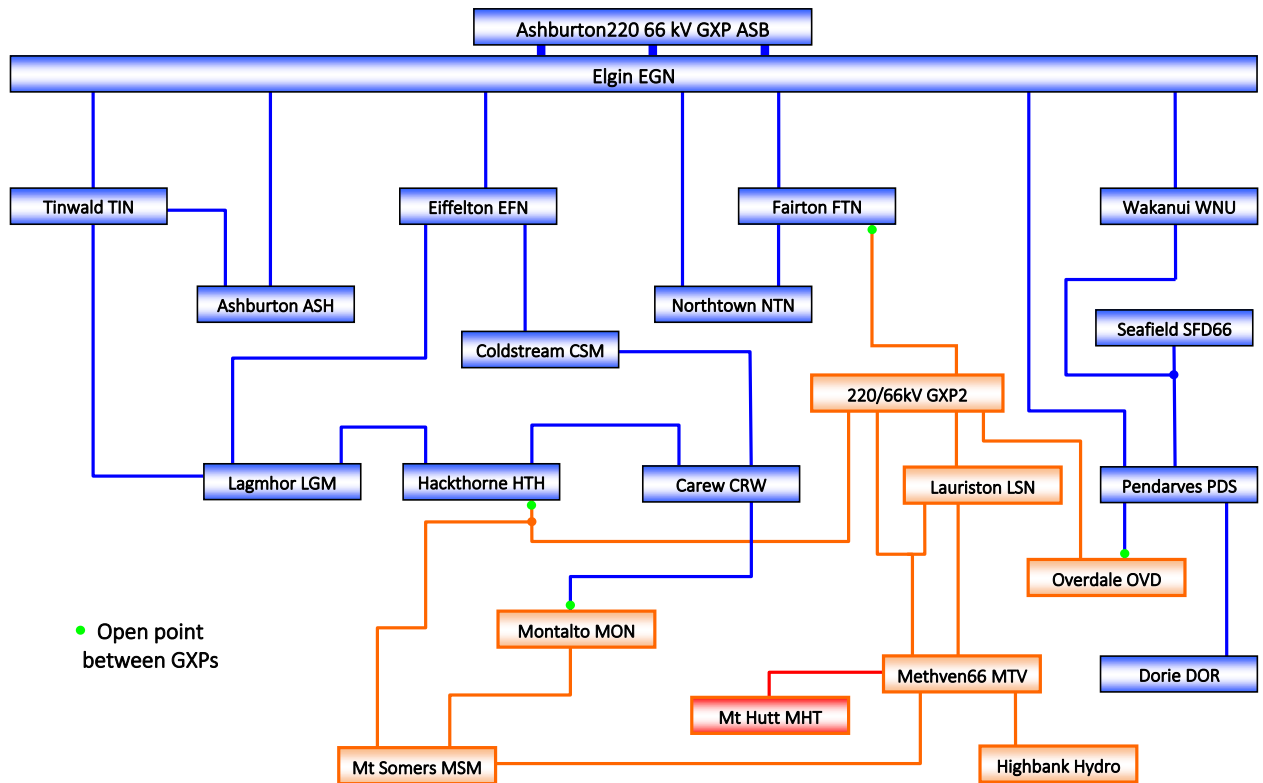 Ashburton220 66 kV GXP ASB
Elgin EGN
Tinwald TIN
Eiffelton EFN
Fairton FTN
Wakanui WNU
Ashburton ASH
Northtown NTN
Seafield SFD66
Coldstream CSM
220/66kV GXP2
Lagmhor LGM
Hackthorne HTH
Carew CRW
Lauriston LSN
Pendarves PDS
Overdale OVD
Montalto MON
Open point
between GXPs
Methven66 MTV
Dorie DOR
Mt Hutt MHT
Mt Somers MSM
Highbank Hydro